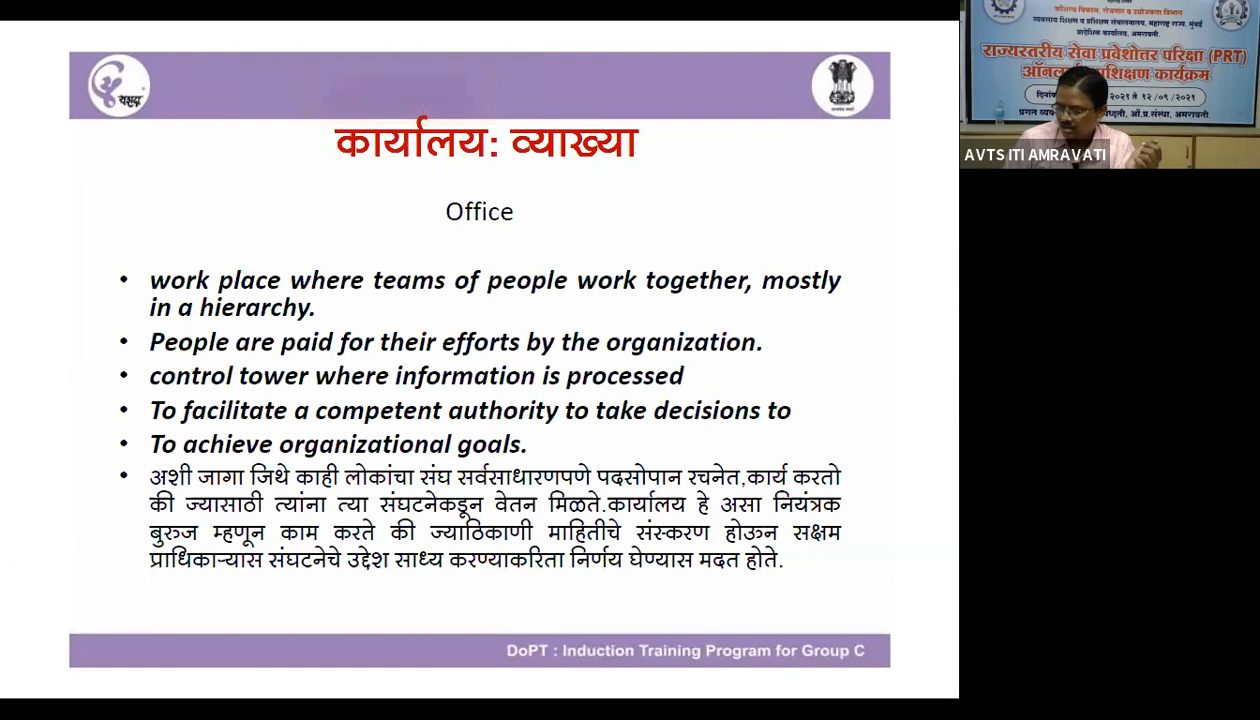 यशदा
कार्यालय: व्याख्या
Office
• work place where teams of people work together, mostly
in a hierarchy.
• People are paid for their efforts by the organization.
• control tower where information is processed
• To facilitate a competent authority to take decisions to
• To achieve organizational goals.
• अशी जागा जिथे काही लोकांचा संघ सर्वसाधारणपणे पदसोपान रचनेत,कार्य करतो
की ज्यासाठी त्यांना त्या संघटनेकडून वेतन मिळते.कार्यालय हे असा नियंत्रक
बुरुज म्हणून काम करते की ज्याठिकाणी माहितीचे संस्करण होऊन सक्षम
प्राधिकाऱ्यास संघटनेचे उद्देश साध्य करण्याकरिता निर्णय घेण्यास मदत होते.
DoPT : Induction Training Program for Group C
कौशल्य विकास, रोजगार व उद्योजकता विभाग
व्यवसाय शिक्षण व प्रशिक्षण संचालनालय, महाराष्ट्र राज्य, मुंबई
प्रादेशिक कार्यालय, अमरावती.
राज्यस्तरीय सेवा प्रवेशोत्तर परिक्षा (PRT)
कार्यक्रम
२०२१ ते १२ /०९ /२०२१
औ.प्र.संस्था, अमरावती.
AVTS ITI AMRAVATI